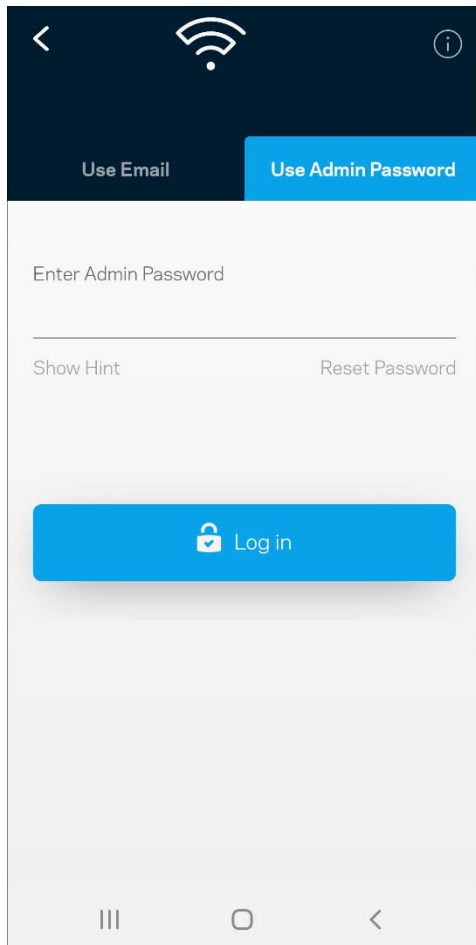 Use Email
Use Admin Password
Enter Admin Password
Show Hint
Reset Password
Log in